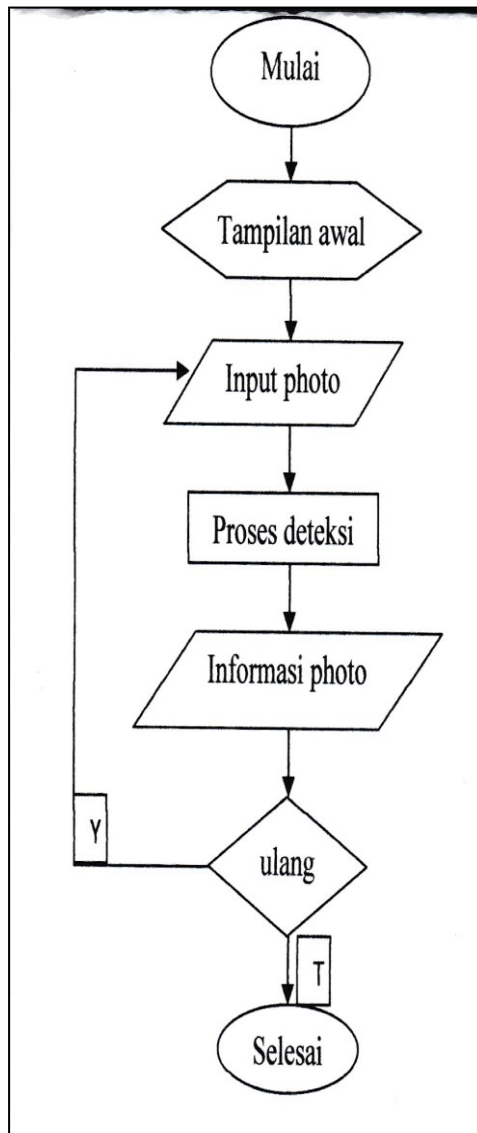 Mulai
Tampilan awal
Input photo
Proses deteksi
Informasi photo
Y
ulang
T
Selesai